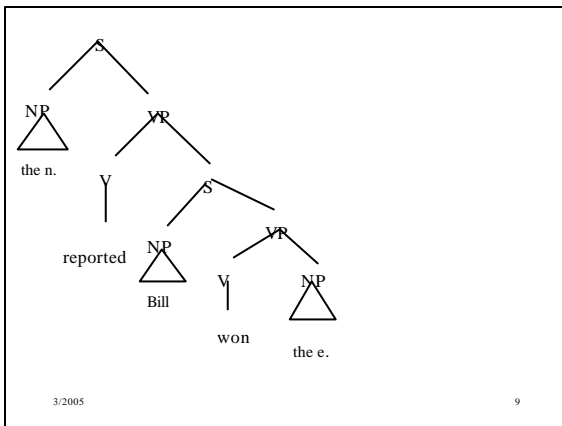 S
NP VP
the n.
V S
reported NP VP
Bill V NP
won
the e.
3/2005 9